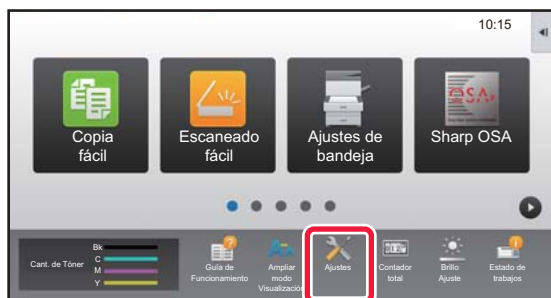 10:15
Copia
fácil
Escaneado
fácil
Ajustes de
bandeja
Sharp OSA
OSA
Cant. de Tóner
Bk
C
M
Y
Guía de
Funcionamiento
Ampliar
modo
Visualización
Ajustes
Contador
total
Brillo
Ajuste
Estado de
trabajos